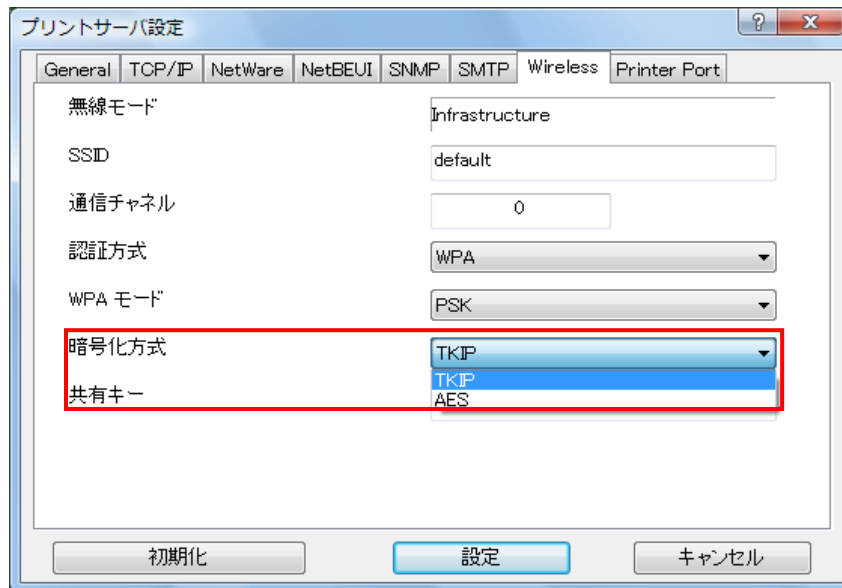 プリントサーバ設定
General TCP/IP NetWare NetBEUI SNMP SMTP Wireless Printer Port
無線モード Infrastructure
SSID default
通信チャネル 0
認証方式 WPA
WPA モード PSK
暗号化方式 TKIP
TKIP
共有キー AES
初期化 設定 キャンセル